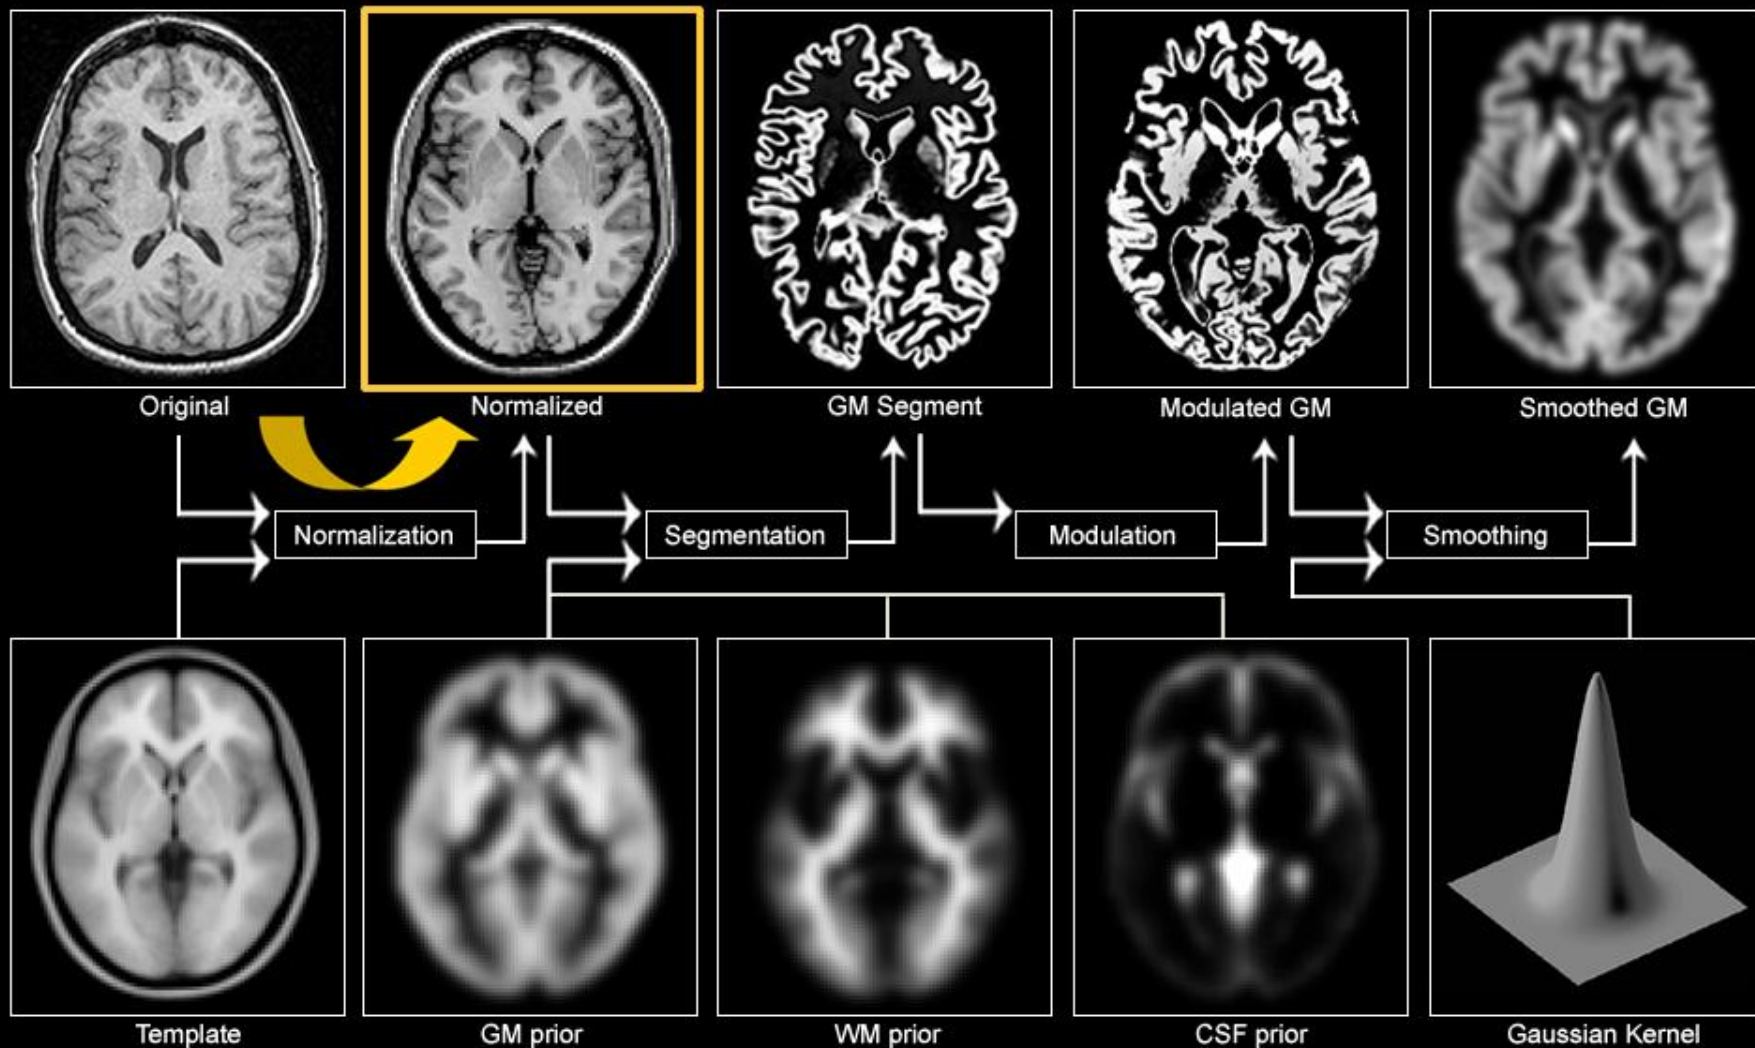 Original
Normalized
GM Segment
Modulated GM
Smoothed GM
Normalization
Segmentation
Modulation
Smoothing
Template
GM prior
WM prior
CSF prior
Gaussian Kernel